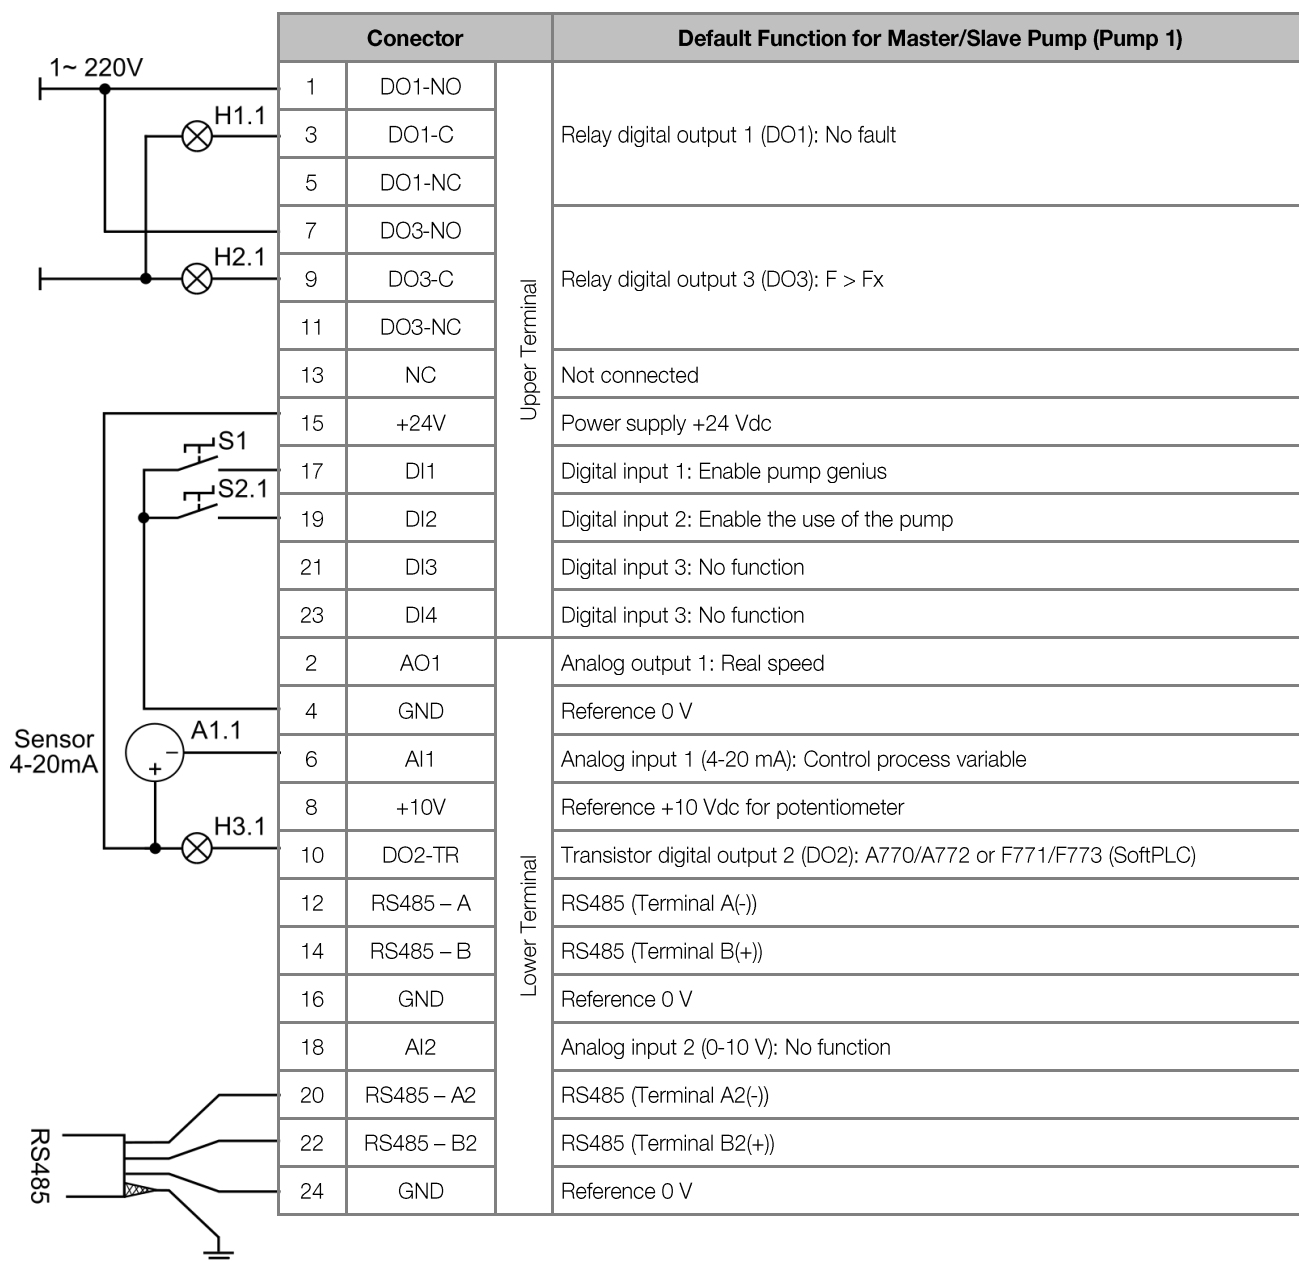 Conector Default Function for Master/Slave Pump (Pump 1)
1~ 220V
1 DO1-NO
H1.1
3 DO1-C Relay digital output 1 (DO1): No fault
5 DO1-NC
7 DO3-NO
H2.1
9 DO3-C Relay digital output 3 (DO3): F > Fx
11 DO3-NC
Upper Terminal
13 NC Not connected
15 +24V Power supply +24 Vdc
S1
17 DI1 Digital input 1: Enable pump genius
S2.1
19 DI2 Digital input 2: Enable the use of the pump
21 DI3 Digital input 3: No function
23 DI4 Digital input 3: No function
2 AO1 Analog output 1: Real speed
4 GND Reference 0 V
A1.1
Sensor
4-20mA
− +
6 AI1 Analog input 1 (4-20 mA): Control process variable
8 +10V Reference +10 Vdc for potentiometer
H3.1
10 DO2-TR Transistor digital output 2 (DO2): A770/A772 or F771/F773 (SoftPLC)
12 RS485 – A RS485 (Terminal A(-))
Lower Terminal
14 RS485 – B RS485 (Terminal B(+))
16 GND Reference 0 V
18 AI2 Analog input 2 (0-10 V): No function
20 RS485 – A2 RS485 (Terminal A2(-))
RS485
22 RS485 – B2 RS485 (Terminal B2(+))
24 GND Reference 0 V